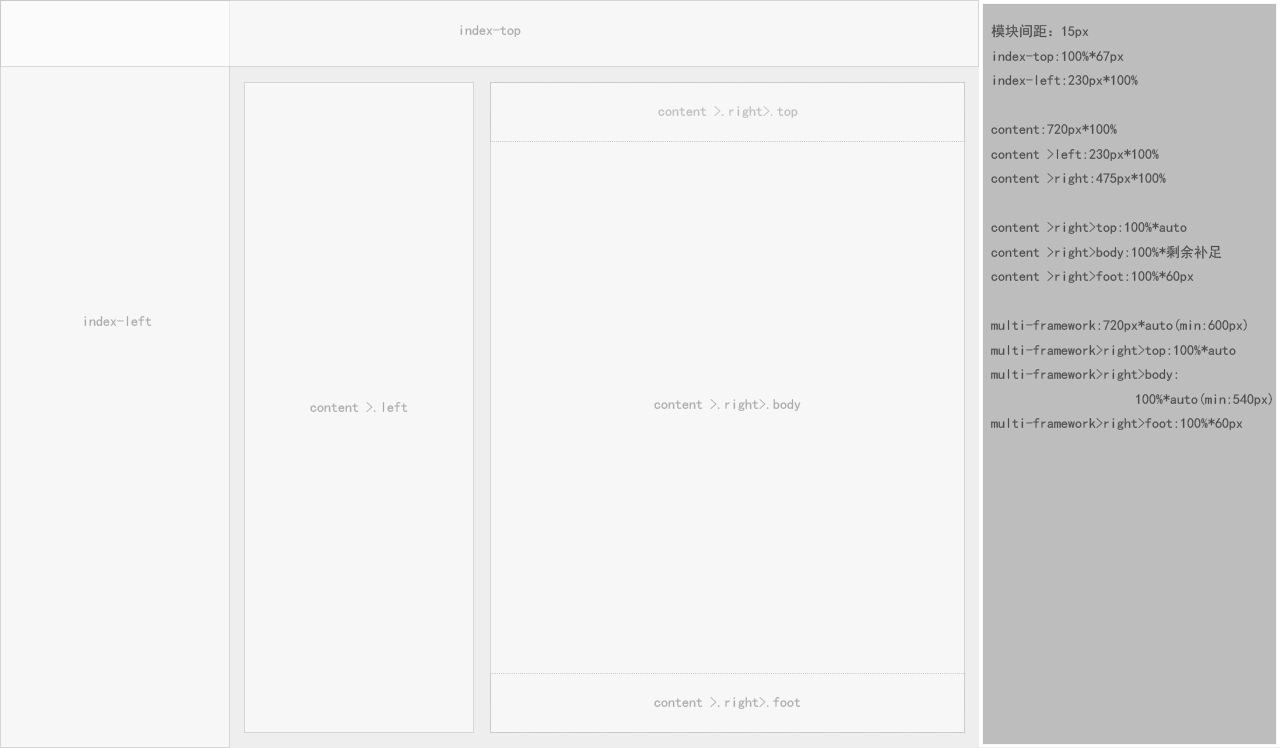 index-top
index-left
content >.left
content >.right>.top
content >.right>.body
content >.right>.foot
模块间距: 15px
index-top:100%*67px
index-left:230px*100%
content:720px*100%
content >left:230px*100%
content >right:475px*100%
content >right>top:100%*auto
content >right>body:100%*剩余补足
content >right>foot:100%*60px
multi-framework:720px*auto(min:600px)
multi-framework>right>top:100%*auto
multi-framework>right>body:
100%*auto(min:540px)
multi-framework>right>foot:100%*60px